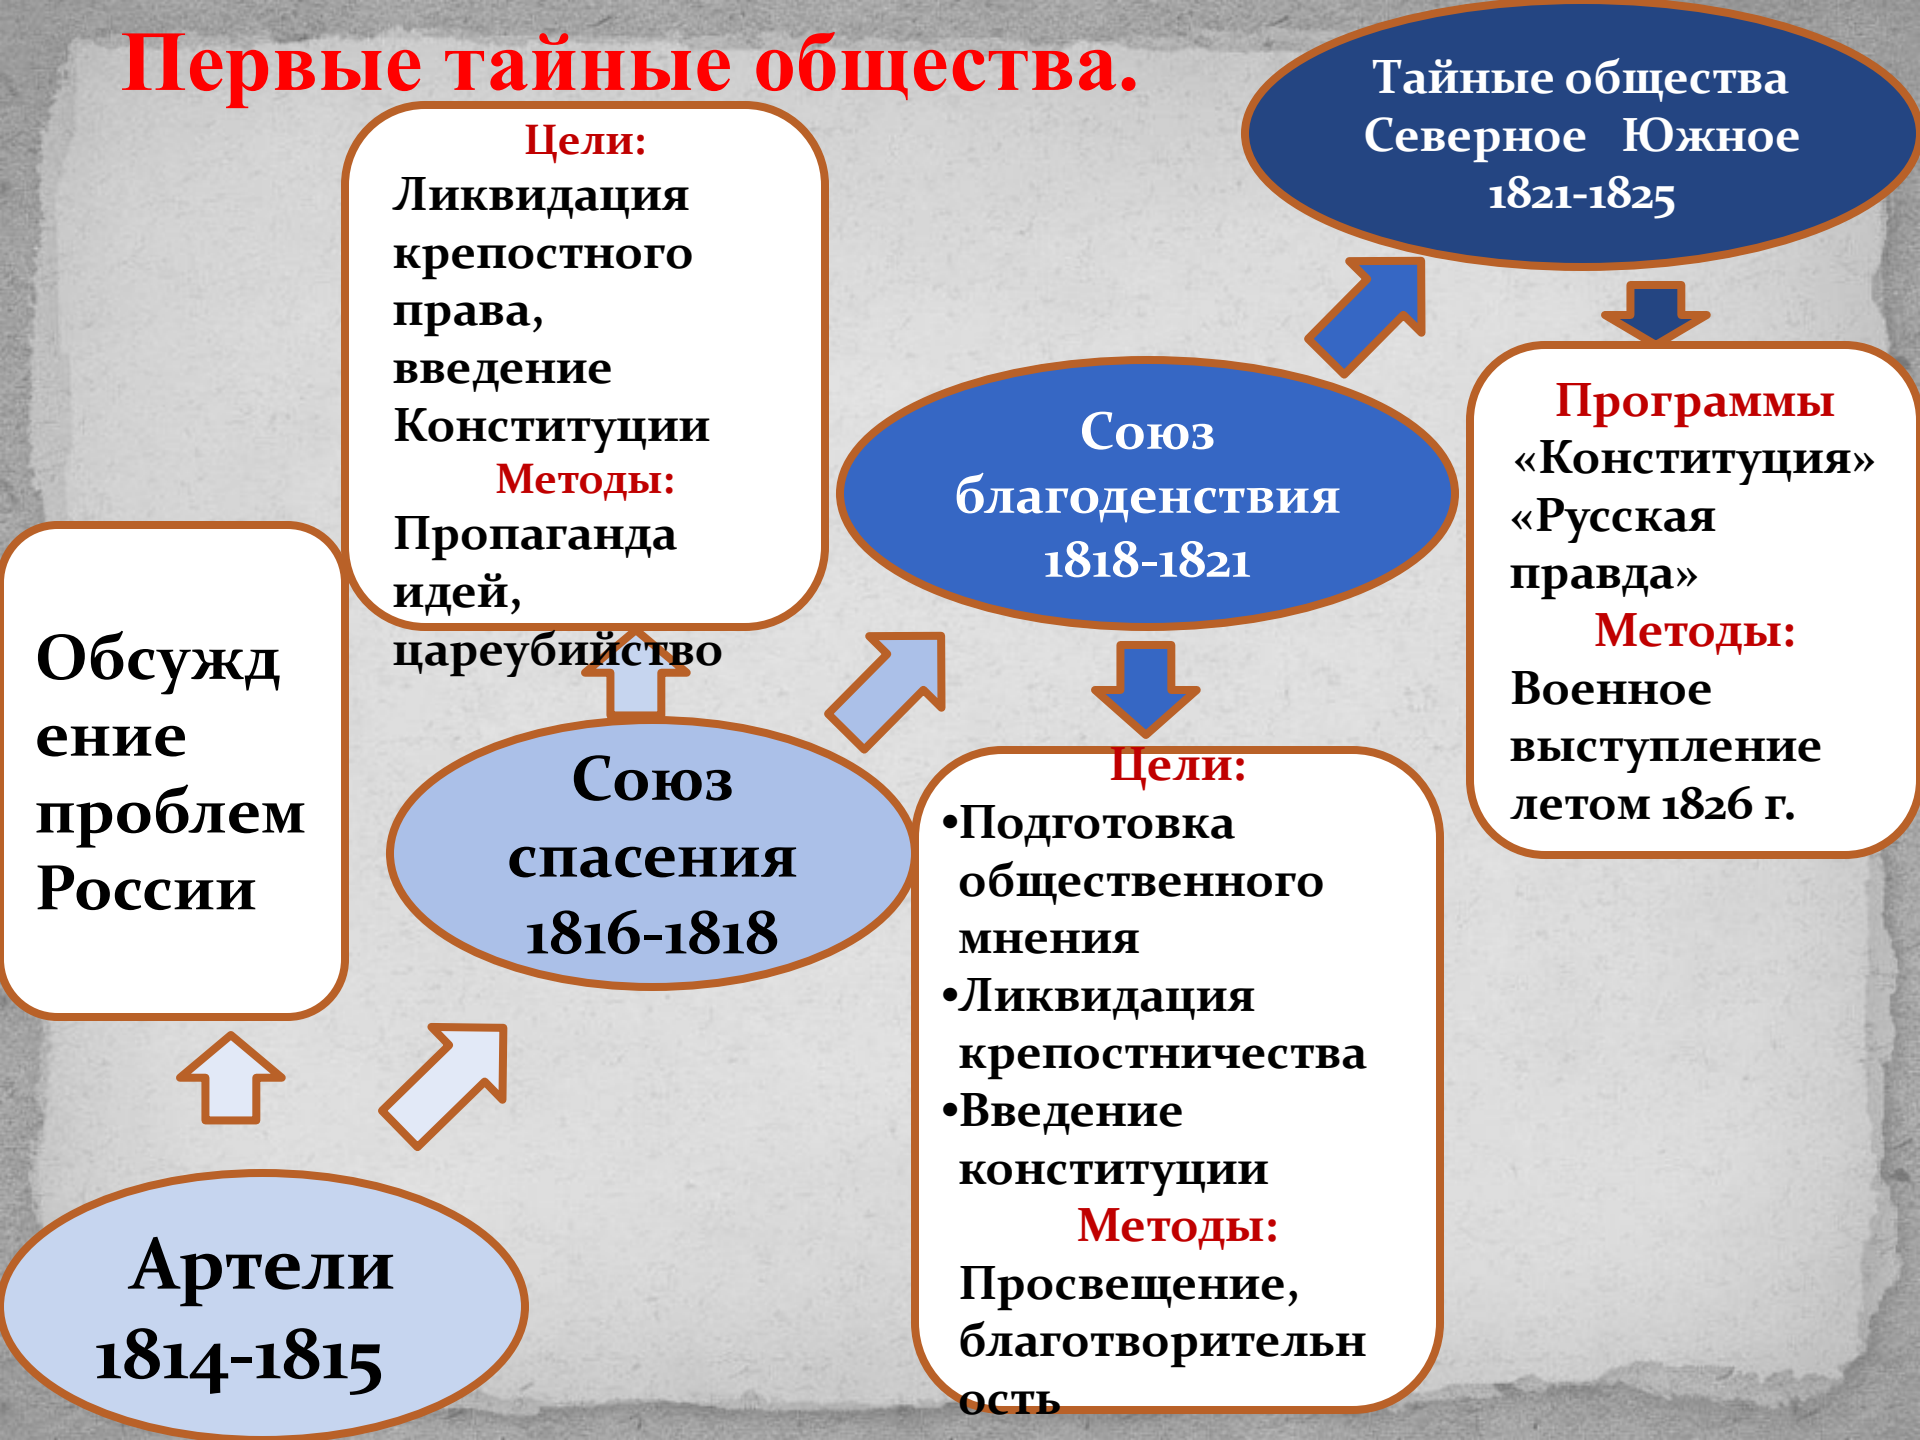 Первые тайные общества.
Тайные общества
Северное Южное
1821-1825
Цели:
Ликвидация
крепостного
права,
введение
Конституции
Методы:
Пропаганда
идей,
цареубийство
Союз
благоденствия
1818-1821
Программы
«Конституция»
«Русская
правда»
Методы:
Военное
выступление
летом 1826 г.
Обсужд
ение
проблем
России
Союз
спасения
1816-1818
Цели:
•Подготовка
общественного
мнения
•Ликвидация
крепостничества
•Введение
конституции
Методы:
Просвещение,
благотворительн
ость
Артели
1814-1815